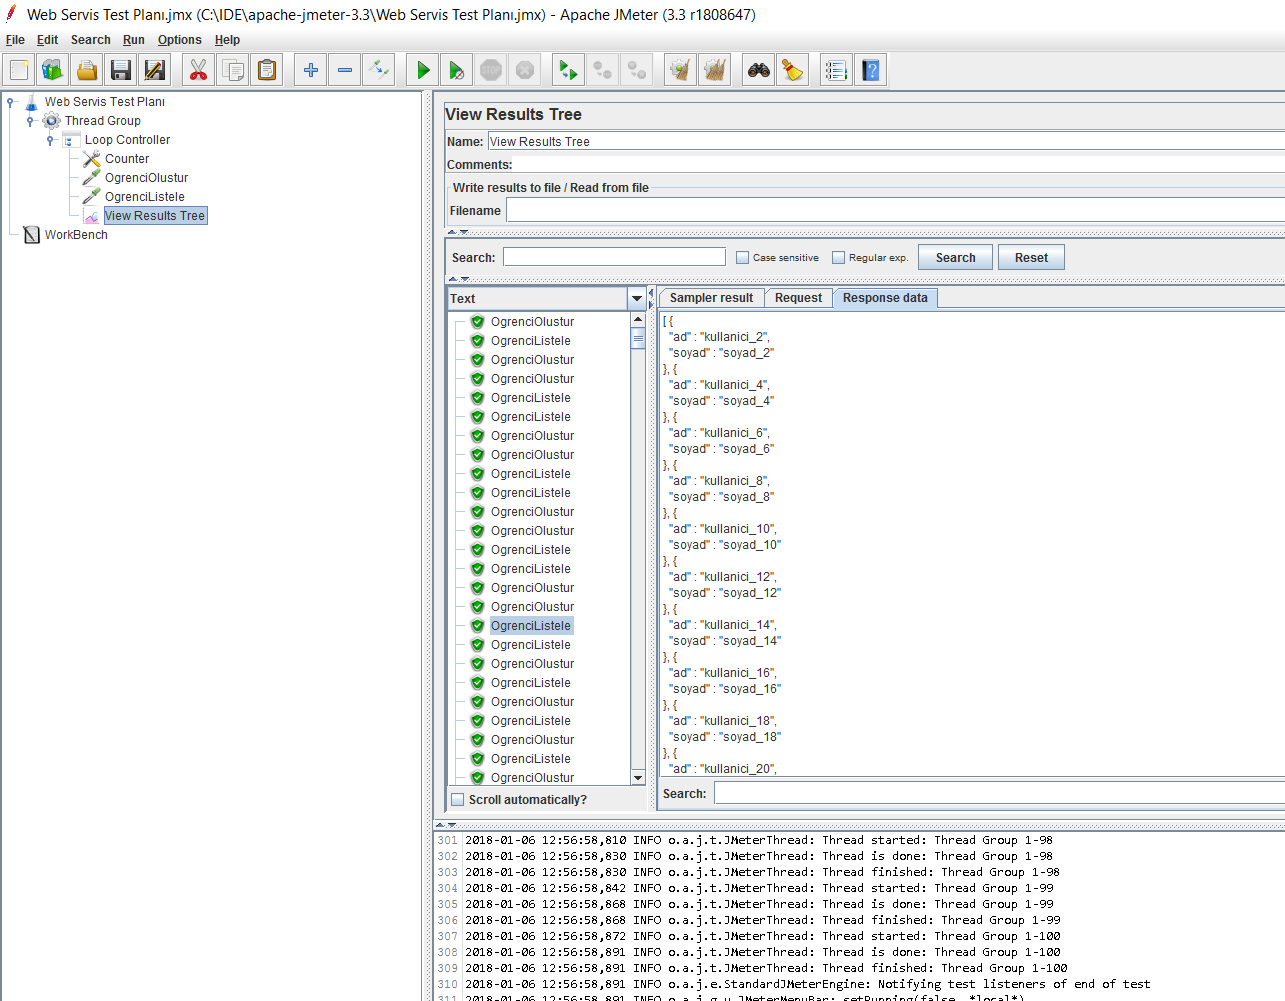 Web Servis Test Planı.jmx (C:\IDE\apache-jmeter-3.3\Web Servis Test Planı.jmx) - Apache JMeter (3.3 r1808647)
File Edit Search Run Options Help
Web Servis Test Planı
Thread Group
Loop Controller
Counter
OgrenciOlustur
OgrenciListele
View Results Tree
WorkBench
View Results Tree
Name: View Results Tree
Comments:
Write results to file / Read from file
Filename
Search: Case sensitive Regular exp. Search Reset
Text
OgrenciOlustur
OgrenciListele
OgrenciOlustur
OgrenciOlustur
OgrenciListele
OgrenciListele
OgrenciOlustur
OgrenciOlustur
OgrenciListele
OgrenciListele
OgrenciOlustur
OgrenciOlustur
OgrenciListele
OgrenciListele
OgrenciOlustur
OgrenciOlustur
OgrenciListele
OgrenciListele
OgrenciOlustur
OgrenciListele
OgrenciOlustur
OgrenciListele
OgrenciOlustur
OgrenciListele
OgrenciOlustur
Scroll automatically?
Sampler result Request Response data
[ {
"ad" : "kullanici_2",
"soyad" : "soyad_2"
}, {
"ad" : "kullanici_4",
"soyad" : "soyad_4"
}, {
"ad" : "kullanici_6",
"soyad" : "soyad_6"
}, {
"ad" : "kullanici_8",
"soyad" : "soyad_8"
}, {
"ad" : "kullanici_10",
"soyad" : "soyad_10"
}, {
"ad" : "kullanici_12",
"soyad" : "soyad_12"
}, {
"ad" : "kullanici_14",
"soyad" : "soyad_14"
}, {
"ad" : "kullanici_16",
"soyad" : "soyad_16"
}, {
"ad" : "kullanici_18",
"soyad" : "soyad_18"
}, {
"ad" : "kullanici_20",
Search:
301 2018-01-06 12:56:58,810 INFO o.a.j.t.JMeterThread: Thread started: Thread Group 1-98
302 2018-01-06 12:56:58,830 INFO o.a.j.t.JMeterThread: Thread is done: Thread Group 1-98
303 2018-01-06 12:56:58,830 INFO o.a.j.t.JMeterThread: Thread finished: Thread Group 1-98
304 2018-01-06 12:56:58,842 INFO o.a.j.t.JMeterThread: Thread started: Thread Group 1-99
305 2018-01-06 12:56:58,868 INFO o.a.j.t.JMeterThread: Thread is done: Thread Group 1-99
306 2018-01-06 12:56:58,868 INFO o.a.j.t.JMeterThread: Thread finished: Thread Group 1-99
307 2018-01-06 12:56:58,872 INFO o.a.j.t.JMeterThread: Thread started: Thread Group 1-100
308 2018-01-06 12:56:58,891 INFO o.a.j.t.JMeterThread: Thread is done: Thread Group 1-100
309 2018-01-06 12:56:58,891 INFO o.a.j.t.JMeterThread: Thread finished: Thread Group 1-100
310 2018-01-06 12:56:58,891 INFO o.a.j.e.StandardJMeterEngine: Notifying test listeners of end of test
311 2018-01-06 12:56:58,891 INFO o.a.j.g.u.JMeterMenuBar: setRunning(false, *local*)